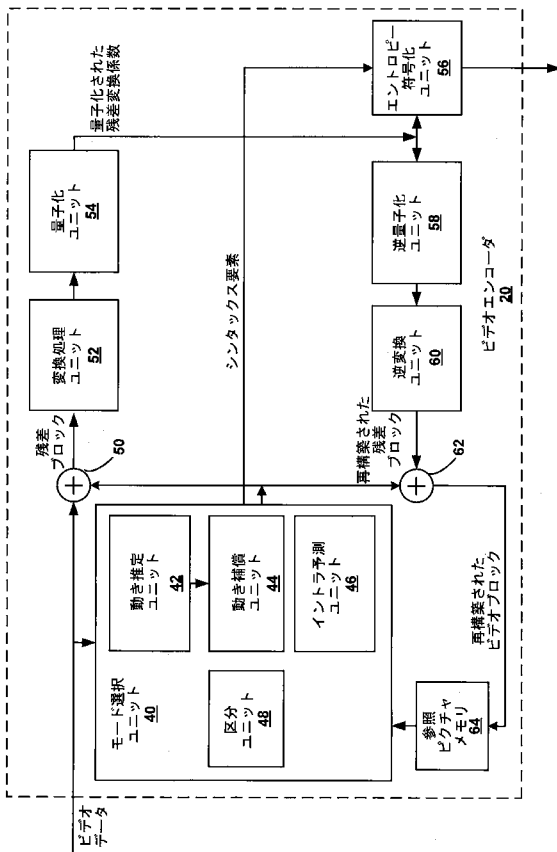 ビデオ
データ
モード選択
ユニット
40
動き推定
ユニット
42
動き補償
ユニット
44
イントラ予測
ユニット
46
区分
ユニット
48
残差
ブロック
50
変換処理
ユニット
52
量子化
ユニット
54
量子化された
残差変換係数
シンタックス要素
エントロピー
符号化
ユニット
56
逆量子化
ユニット
58
逆変換
ユニット
60
再構築された
残差
ブロック
62
再構築された
ビデオブロック
参照
ピクチャ
メモリ
64
ビデオエンコーダ
20